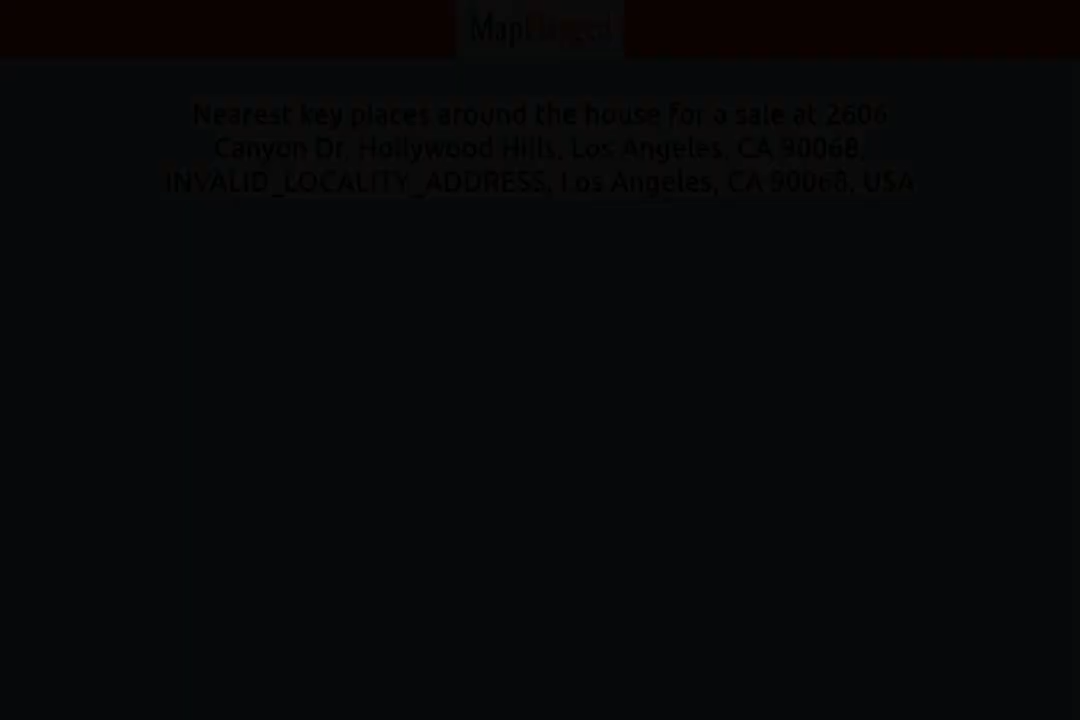 Map
Nearest key places around the house for a sale at 2606
Canyon Dr, Hollywood Hills, Los Angeles, CA 90068,
INVALID_LOCALITY_ADDRESS, Los Angeles, CA 90068, USA